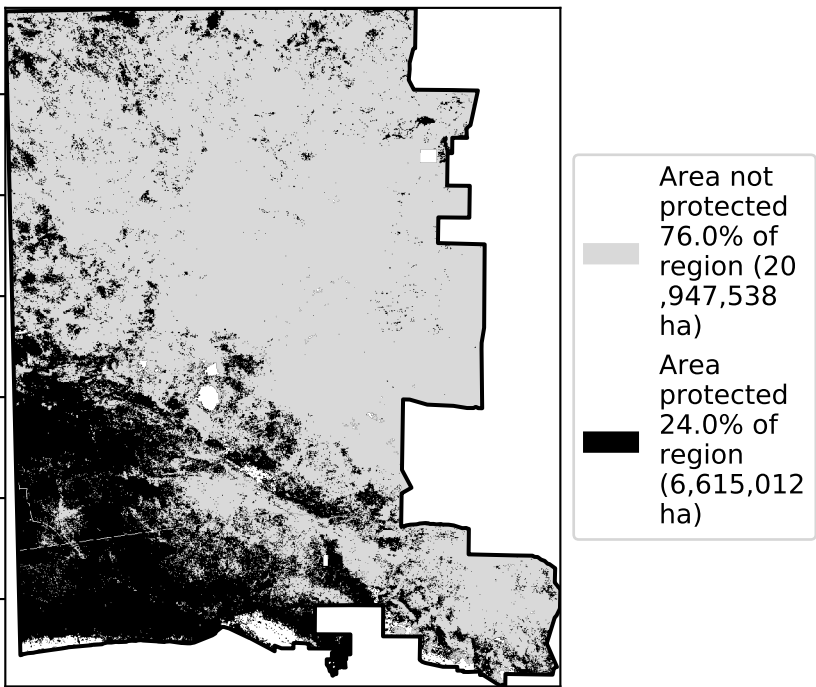 Area not
protected
76.0% of
region (20
,947,538
ha)
Area
protected
24.0% of
region
(6,615,012
ha)